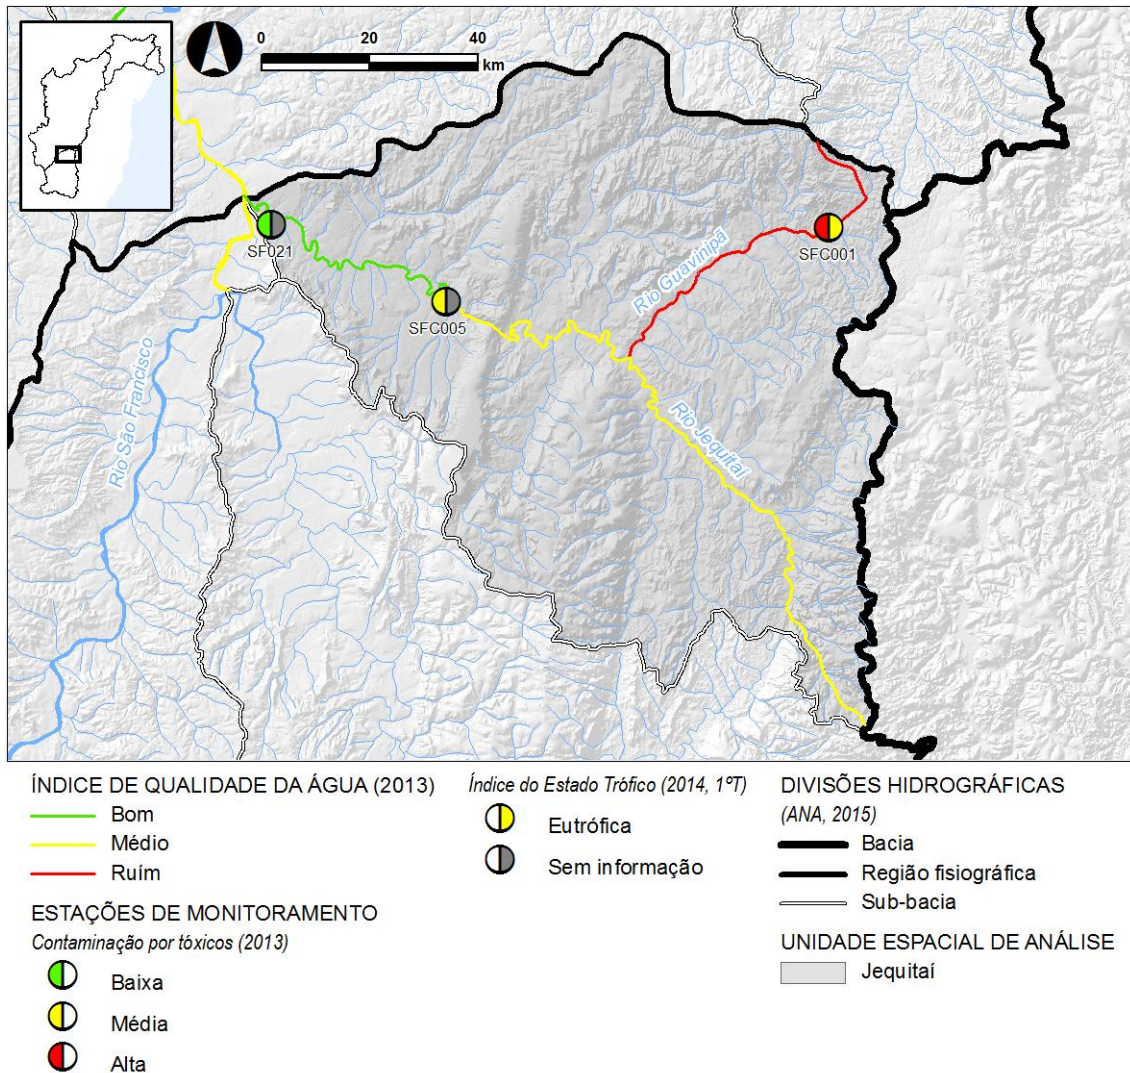 0 20 40
km
SF021
SFC005
SFC001
Rio Guavinipã
Rio São Francisco
Rio Jequitaí
ÍNDICE DE QUALIDADE DA ÁGUA (2013)
Bom
Médio
Ruím
ESTAÇÕES DE MONITORAMENTO
Contaminação por tóxicos (2013)
Baixa
Média
Alta
Índice do Estado Trófico (2014, 1ºT)
Eutrófica
Sem informação
DIVISÕES HIDROGRÁFICAS
(ANA, 2015)
Bacia
Região fisiográfica
Sub-bacia
UNIDADE ESPACIAL DE ANÁLISE
Jequitaí